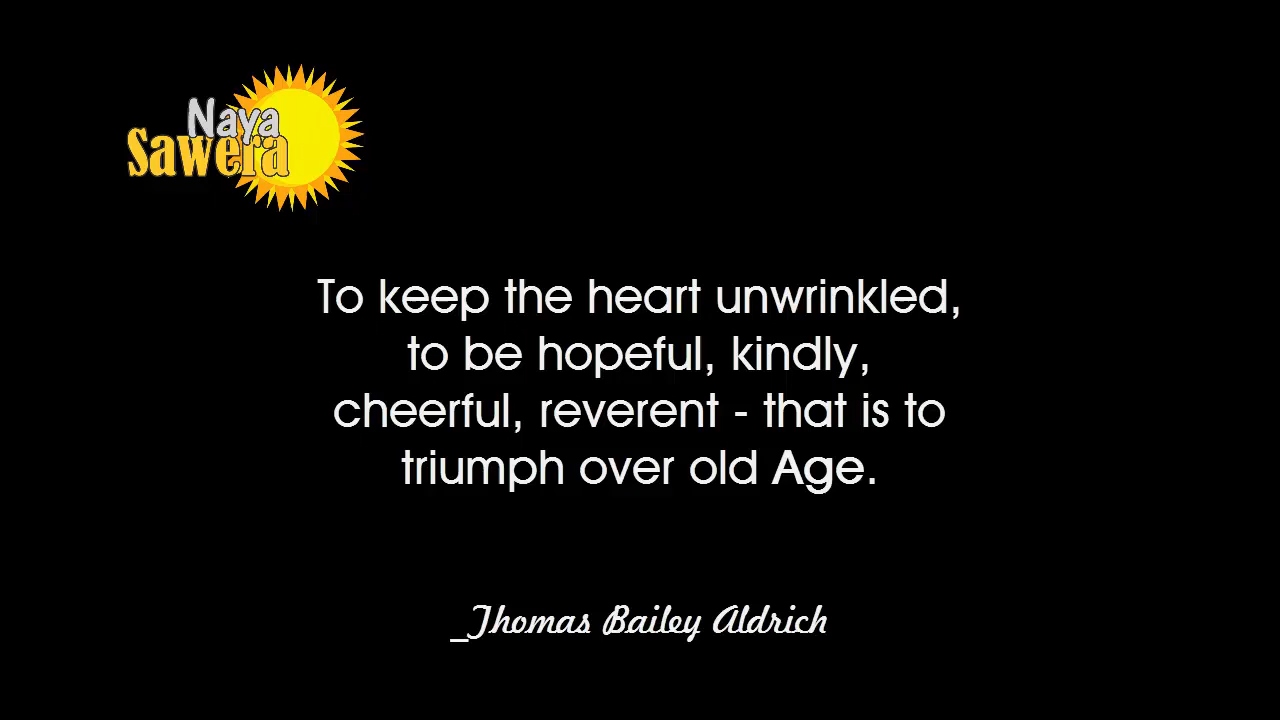 Naya
Sawera
To keep the heart unwrinkled,
to be hopeful, kindly,
cheerful, reverent - that is to
triumph over old Age.
_Thomas Bailey Aldrich